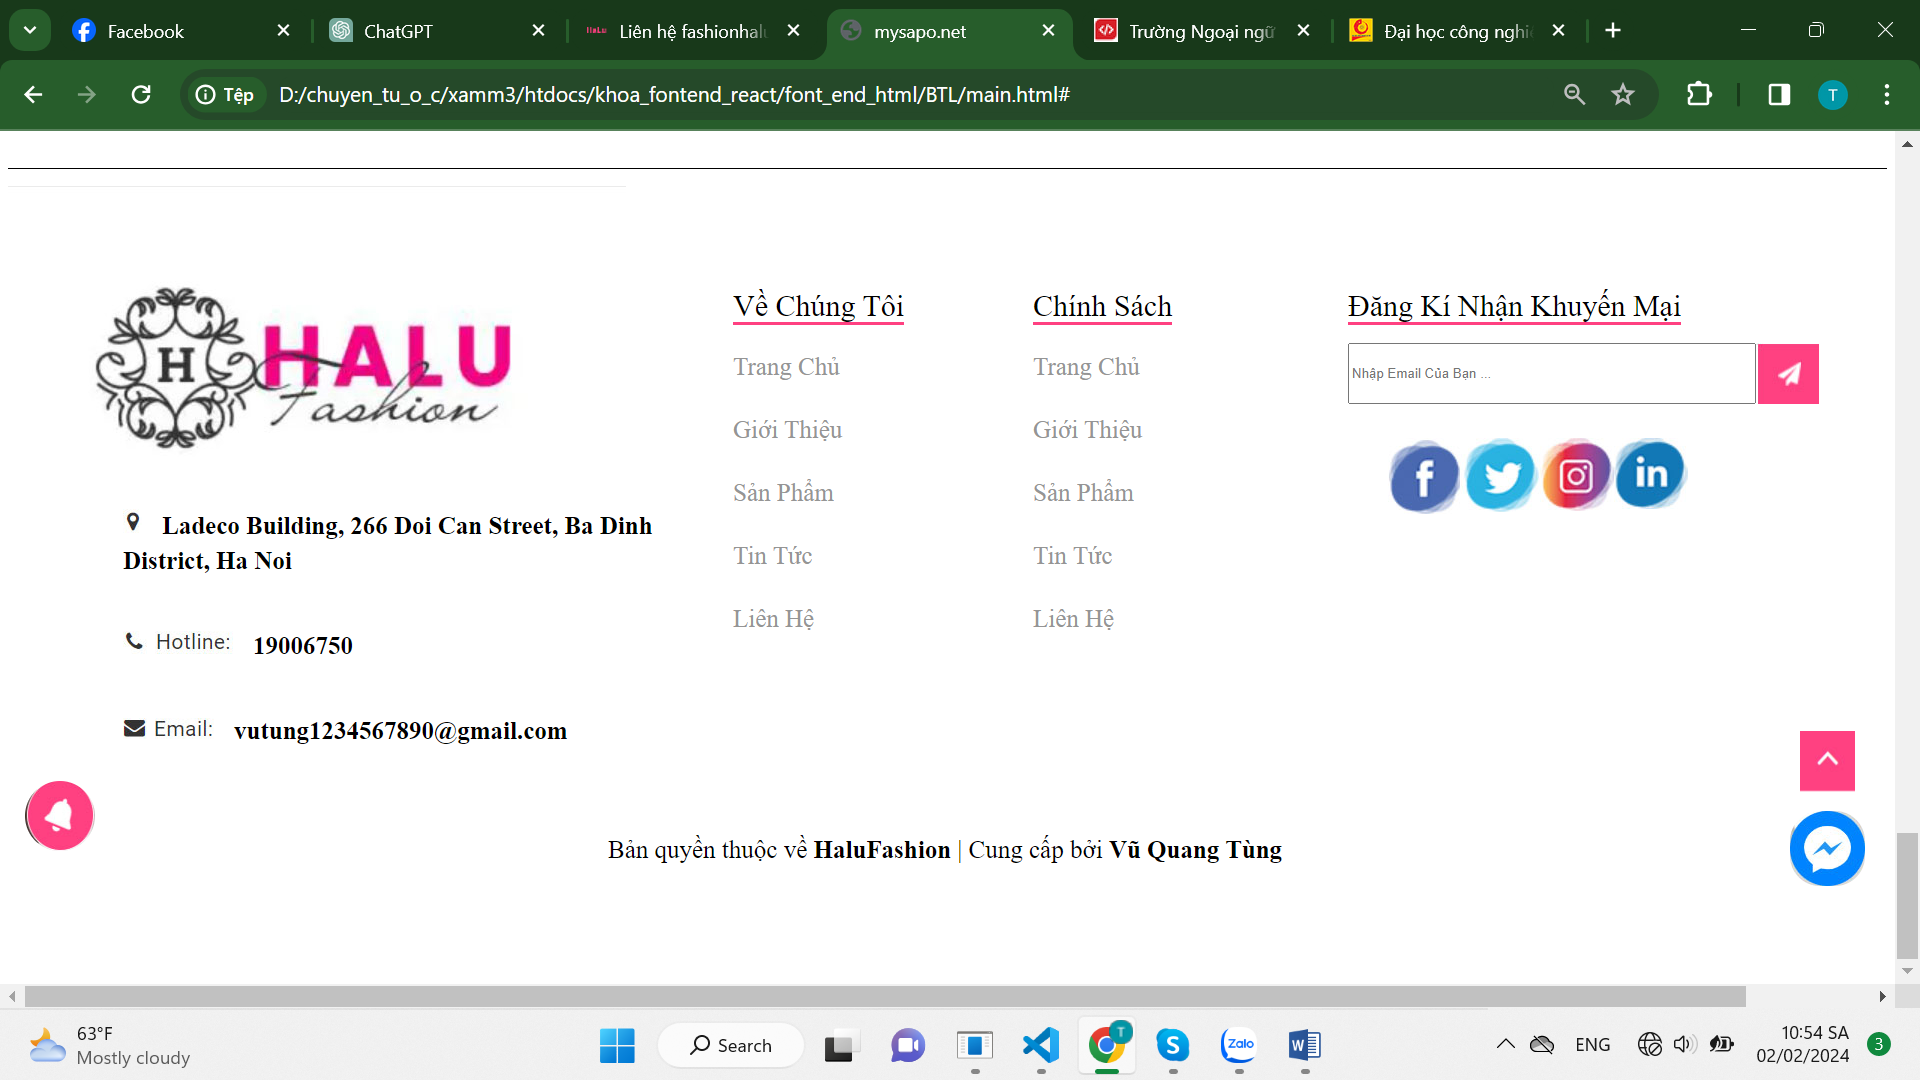 Facebook
ChatGPT
Liên hệ fashionhalu
mysapo.net
Trường Ngoại ngữ
Đại học công nghi
Tệp
D:/chuyen_tu_o_c/xamm3/htdocs/khoa_fontend_react/font_end_html/BTL/main.html#
T
H
HALU
Fashion
Ladeco Building, 266 Doi Can Street, Ba Dinh
District, Ha Noi
Hotline: 19006750
Email: vutung1234567890@gmail.com
Về Chúng Tôi
Trang Chủ
Giới Thiệu
Sản Phẩm
Tin Tức
Liên Hệ
Chính Sách
Trang Chủ
Giới Thiệu
Sản Phẩm
Tin Tức
Liên Hệ
Đăng Kí Nhận Khuyến Mại
Nhập Email Của Bạn ...
Bản quyền thuộc về HaluFashion | Cung cấp bởi Vũ Quang Tùng
63°F
Mostly cloudy
Search
T
Zalo
ENG
10:54 SA
02/02/2024
3